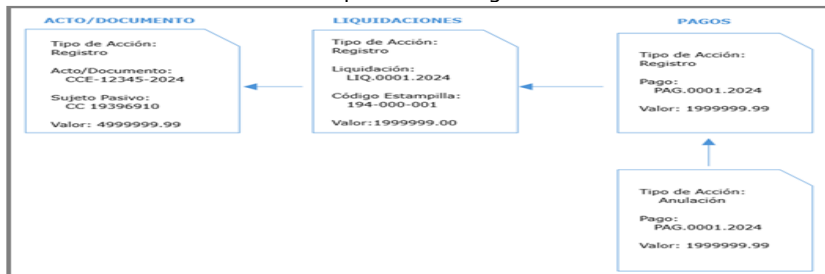 ACTO/DOCUMENTO
Tipo de Acción:
Registro
Acto/Documento:
CCE-12345-2024
Sujeto Pasivo:
CC 19396910
Valor: 4999999.99
LIQUIDACIONES
Tipo de Acción:
Registro
Liquidación:
LIQ.0001.2024
Código Estampilla:
194-000-001
Valor:1999999.00
PAGOS
Tipo de Acción:
Registro
Pago:
PAG.0001.2024
Valor: 1999999.99
Tipo de Acción:
Anulación
Pago:
PAG.0001.2024
Valor: 1999999.99